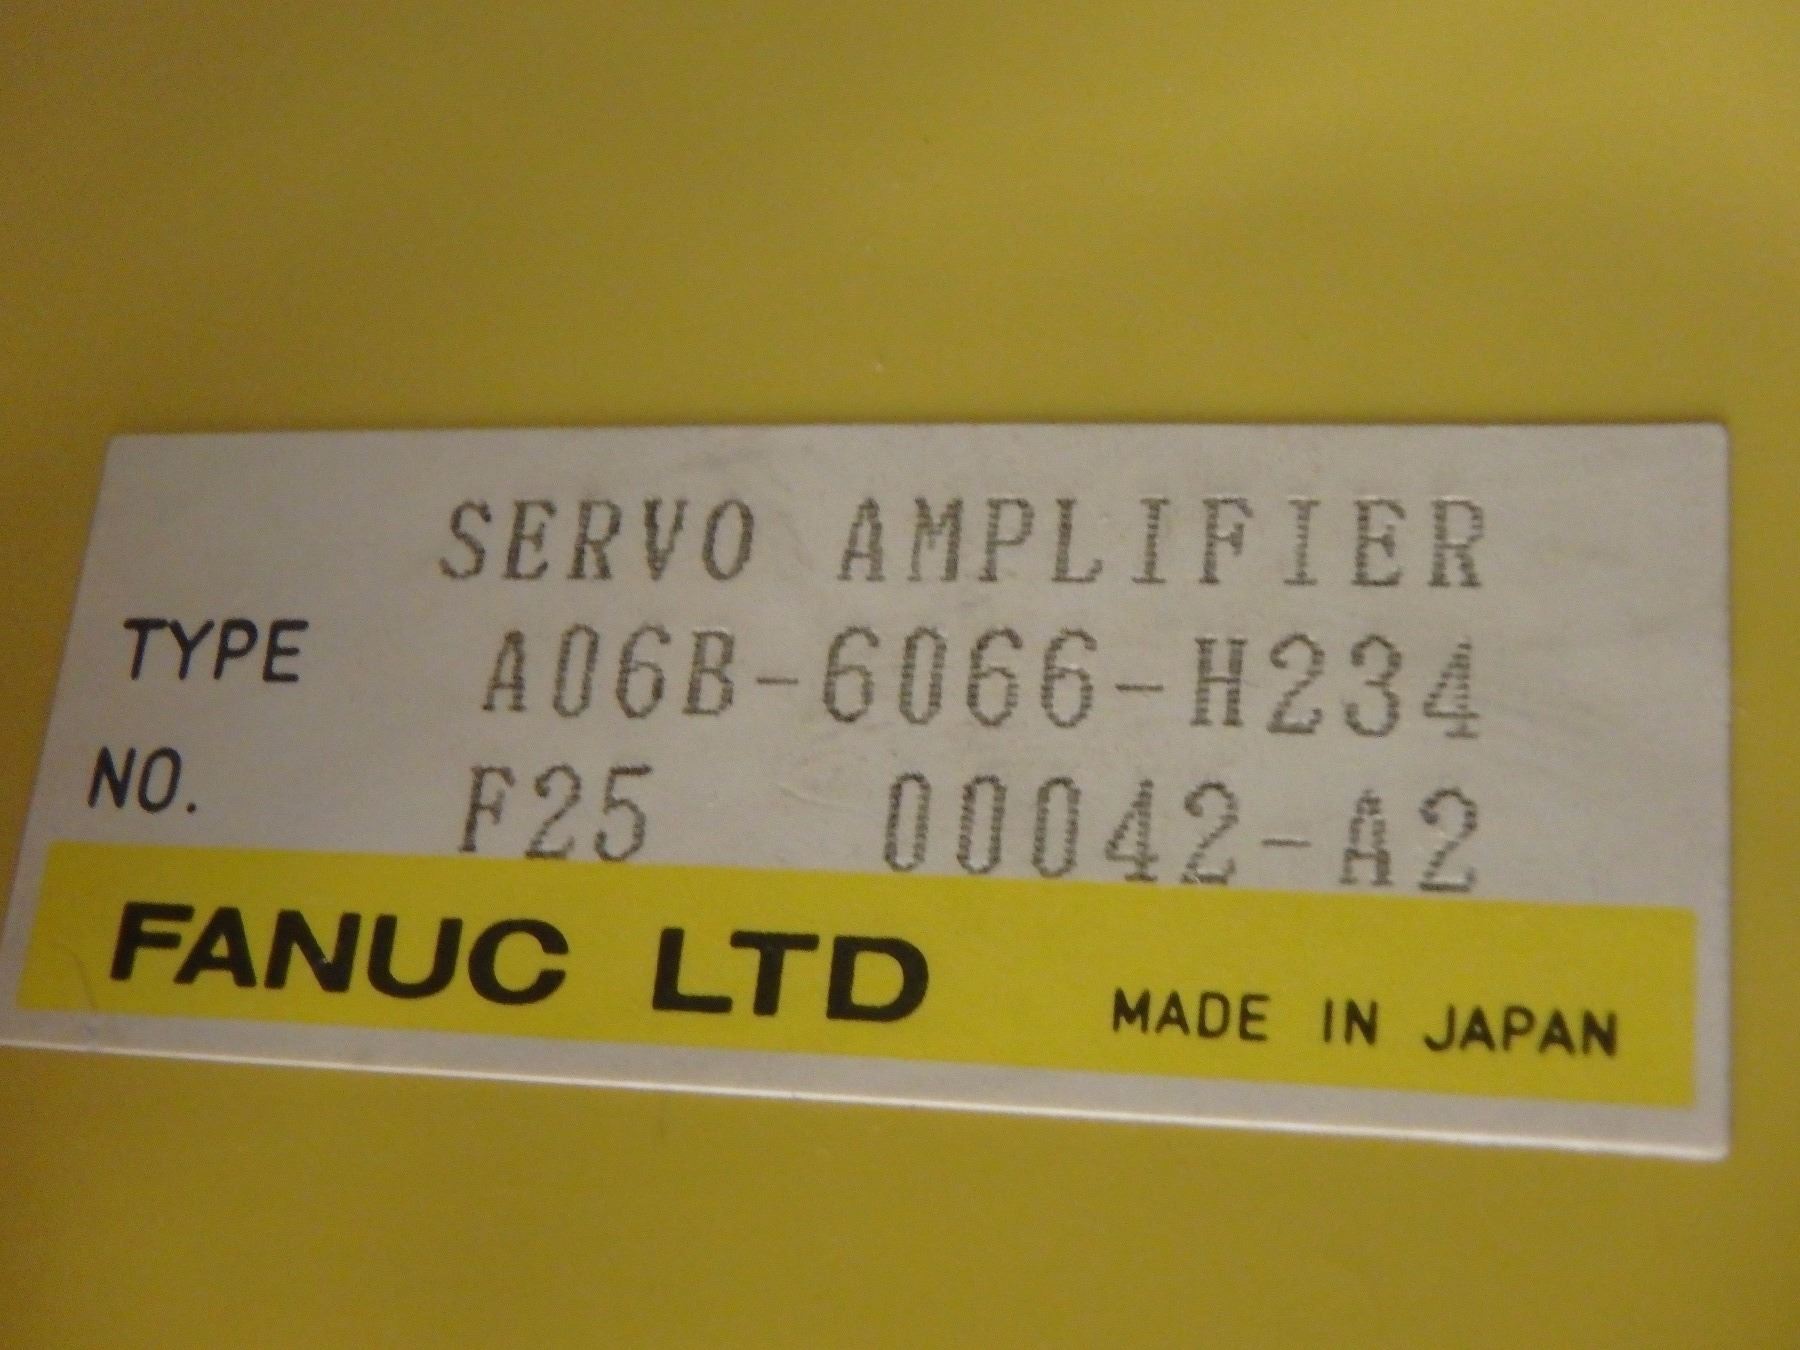 SERVO AMPLIFIER
TYPE A06B-6066-H234
NO. F25 00042-A2
FANUC LTD MADE IN JAPAN